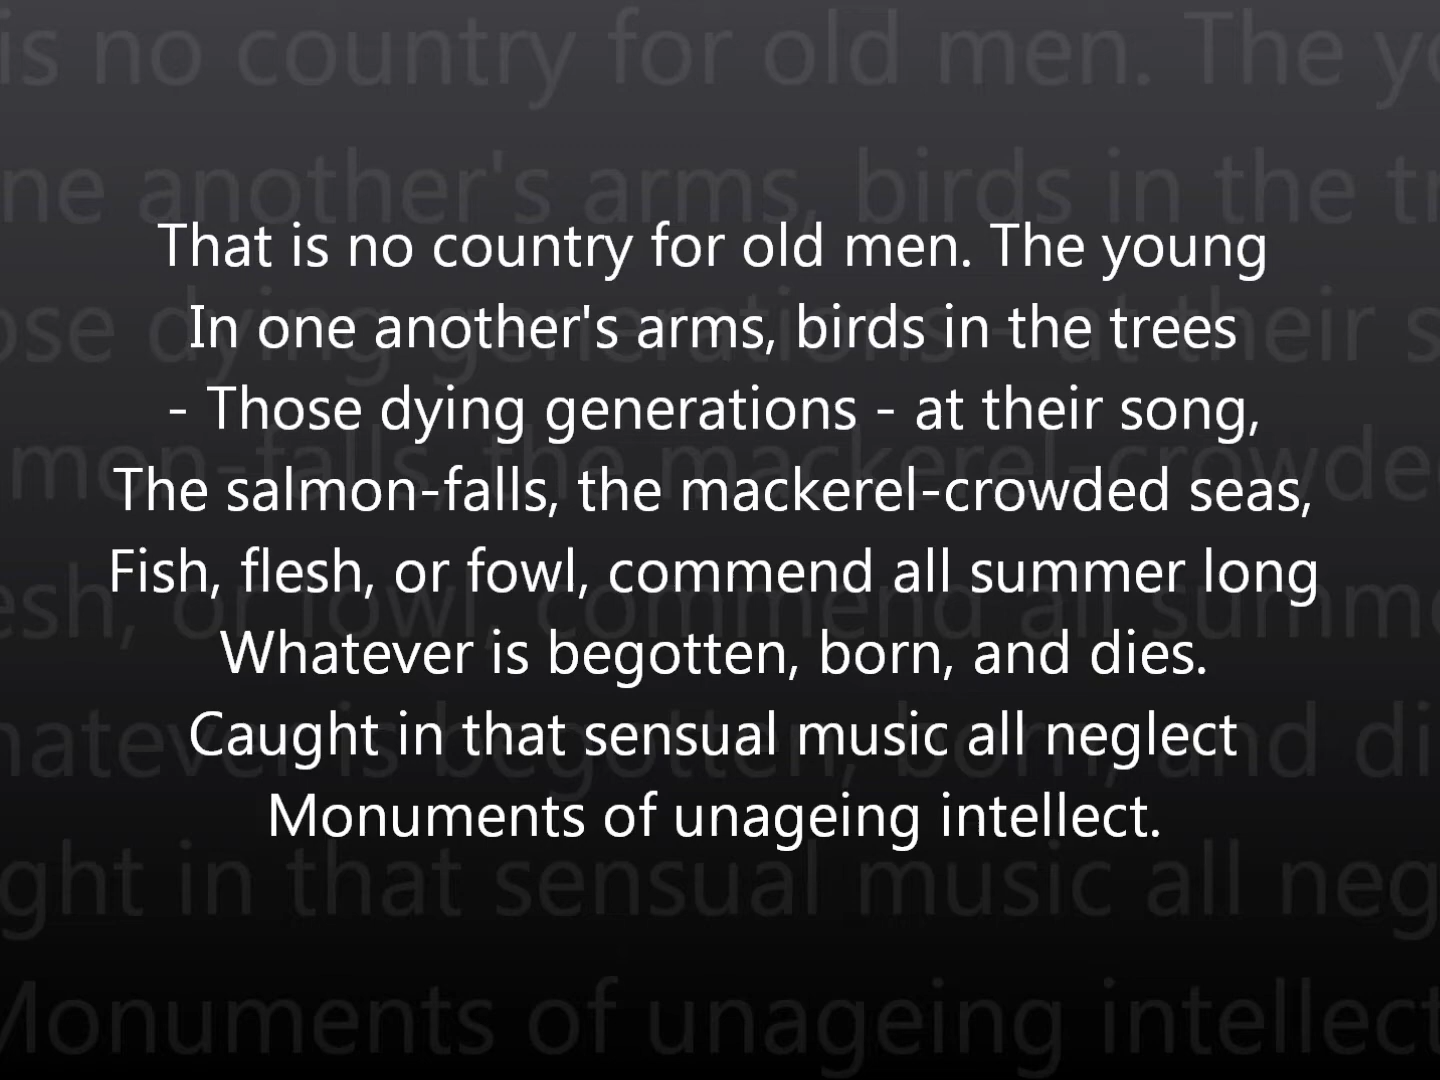 That is no country for old men. The young
In one another's arms, birds in the trees
- Those dying generations - at their song,
The salmon-falls, the mackerel-crowded seas,
Fish, flesh, or fowl, commend all summer long
Whatever is begotten, born, and dies.
Caught in that sensual music all neglect
Monuments of unageing intellect.